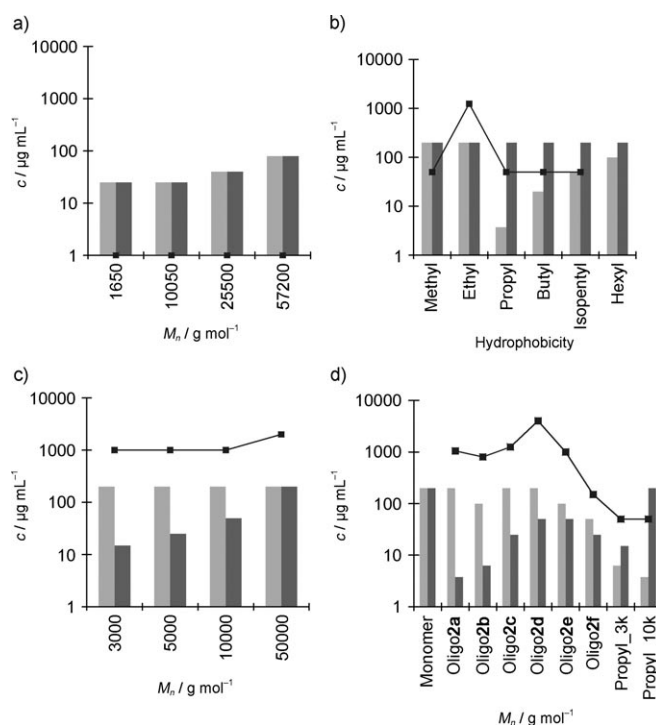 a)
10000
1000
100
10
1
c / µg mL⁻¹
1650
10050
25500
57200
Mₙ / g mol⁻¹
b)
10000
1000
100
10
1
c / µg mL⁻¹
Methyl
Ethyl
Propyl
Butyl
Isopentyl
Hexyl
Hydrophobicity
c)
10000
1000
100
10
1
c / µg mL⁻¹
3000
5000
10000
50000
Mₙ / g mol⁻¹
d)
10000
1000
100
10
1
c / µg mL⁻¹
Monomer
Oligo2a
Oligo2b
Oligo2c
Oligo2d
Oligo2e
Oligo2f
Propyl_3k
Propyl_10k
Mₙ / g mol⁻¹